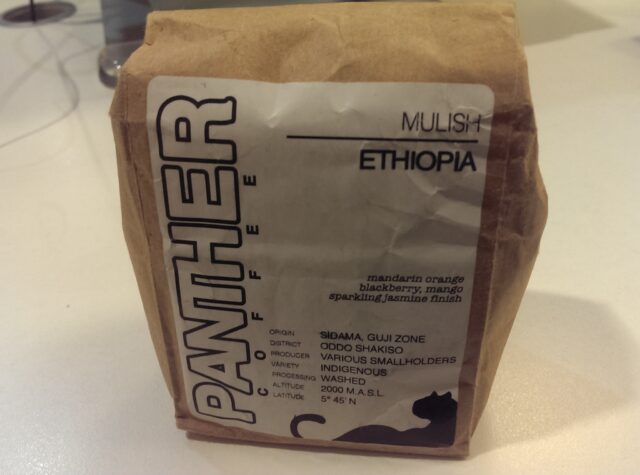 PANTHER
COFFEE
MULISH
ETHIOPIA
mandarin orange
blackberry, mango
sparkling jasmine finish
ORIGIN SIDAMA, GUJI ZONE
DISTRICT ODDO SHAKISO
PRODUCER VARIOUS SMALLHOLDERS
VARIETY INDIGENOUS
PROCESSING WASHED
ALTITUDE 2000 M.A.S.L.
LATITUDE 5° 45' N